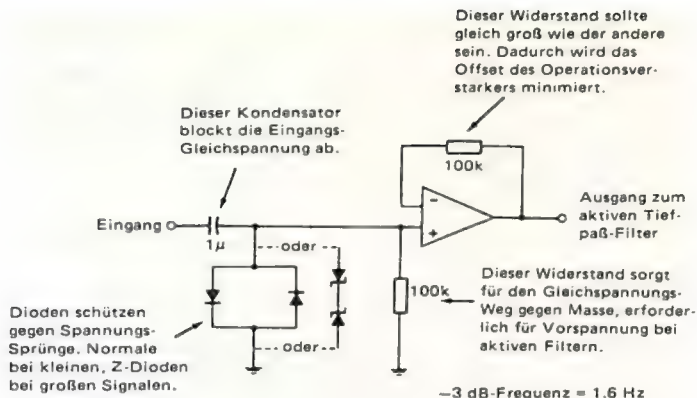 Dieser Widerstand sollte
gleich groß wie der andere
sein. Dadurch wird das
Offset des Operationsver-
starkers minimiert.
Dieser Kondensator
blockt die Eingangs-
Gleichspannung ab.
100k
Eingang
1µ
oder
-
+
Ausgang zum
aktiven Tief-
paß-Filter
100k
Dieser Widerstand sorgt
für den Gleichspannungs-
Weg gegen Masse, erforder-
lich für Vorspannung bei
aktiven Filtern.
Dioden schützen
gegen Spannungs-
Sprünge. Normale
bei kleinen, Z-Dioden
bei großen Signalen.
oder
−3 dB-Frequenz = 1,6 Hz